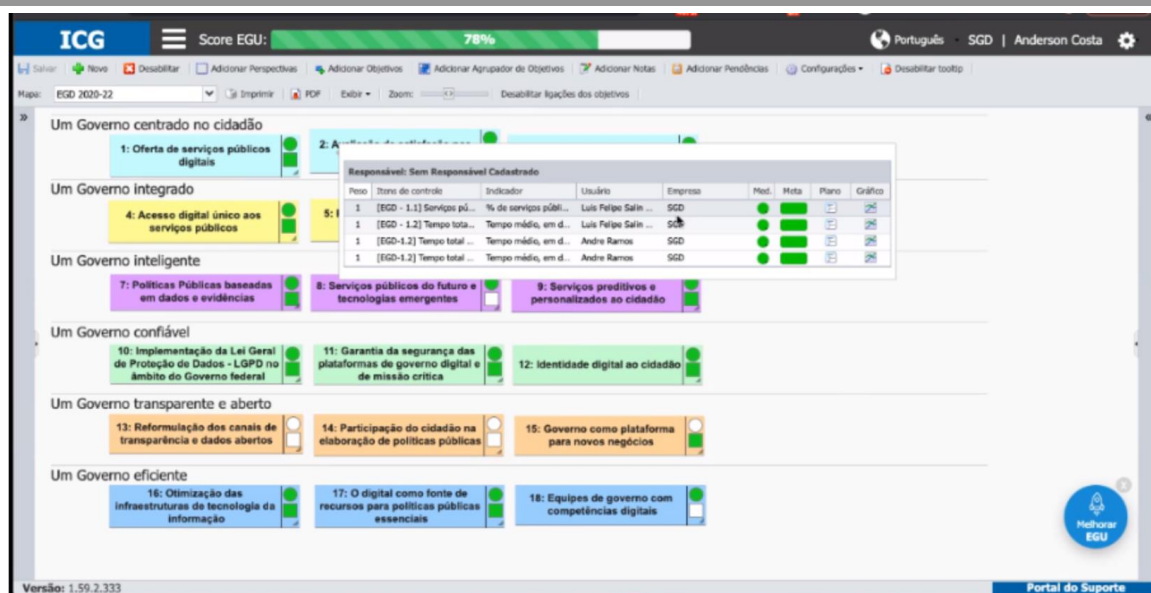 ICG
Score EGU:
78%
Português
SGD | Anderson Costa
Salvar
Novo
Desabilitar
Adicionar Perspectivas
Adicionar Objetivos
Adicionar Agrupador de Objetivos
Adicionar Notas
Adicionar Pendências
Configurações
Desabilitar tooltip
Mapa:
EGD 2020-22
Imprimir
PDF
Exibir
Zoom:
Desabilitar ligações dos objetivos
Um Governo centrado no cidadão
1: Oferta de serviços públicos
digitais
2:
Responsável: Sem Responsável Cadastrado
Peso Itens de controle Indicador Usuário Empresa Med. Meta Plano Gráfico
1 [EGD - 1.1] Serviços pú... % de serviços públi... Luis Felipe Salin ... SGD
1 [EGD - 1.2] Tempo tota... Tempo médio, em d... Luis Felipe Salin ... SGD
1 [EGD-1.2] Tempo total ... Tempo médio, em d... Andre Ramos SGD
1 [EGD-1.2] Tempo total ... Tempo médio, em d... Andre Ramos SGD
Um Governo integrado
4: Acesso digital único aos
serviços públicos
5:
Um Governo inteligente
7: Políticas Públicas baseadas
em dados e evidências
8: Serviços públicos do futuro e
tecnologias emergentes
9: Serviços preditivos e
personalizados ao cidadão
Um Governo confiável
10: Implementação da Lei Geral
de Proteção de Dados - LGPD no
âmbito do Governo federal
11: Garantia da segurança das
plataformas de governo digital e
de missão crítica
12: Identidade digital ao cidadão
Um Governo transparente e aberto
13: Reformulação dos canais de
transparência e dados abertos
14: Participação do cidadão na
elaboração de políticas públicas
15: Governo como plataforma
para novos negócios
Um Governo eficiente
16: Otimização das
infraestruturas de tecnologia da
informação
17: O digital como fonte de
recursos para políticas públicas
essenciais
18: Equipes de governo com
competências digitais
Melhorar
EGU
Versão: 1.59.2.333
Portal do Suporte